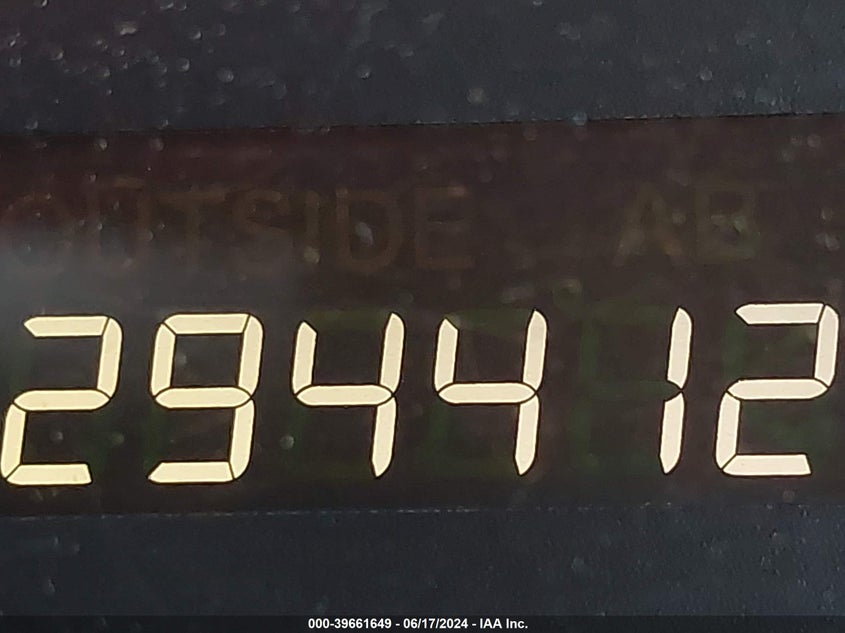 OUTSIDE AB
294412
000-39661649 - 06/17/2024 - IAA Inc.